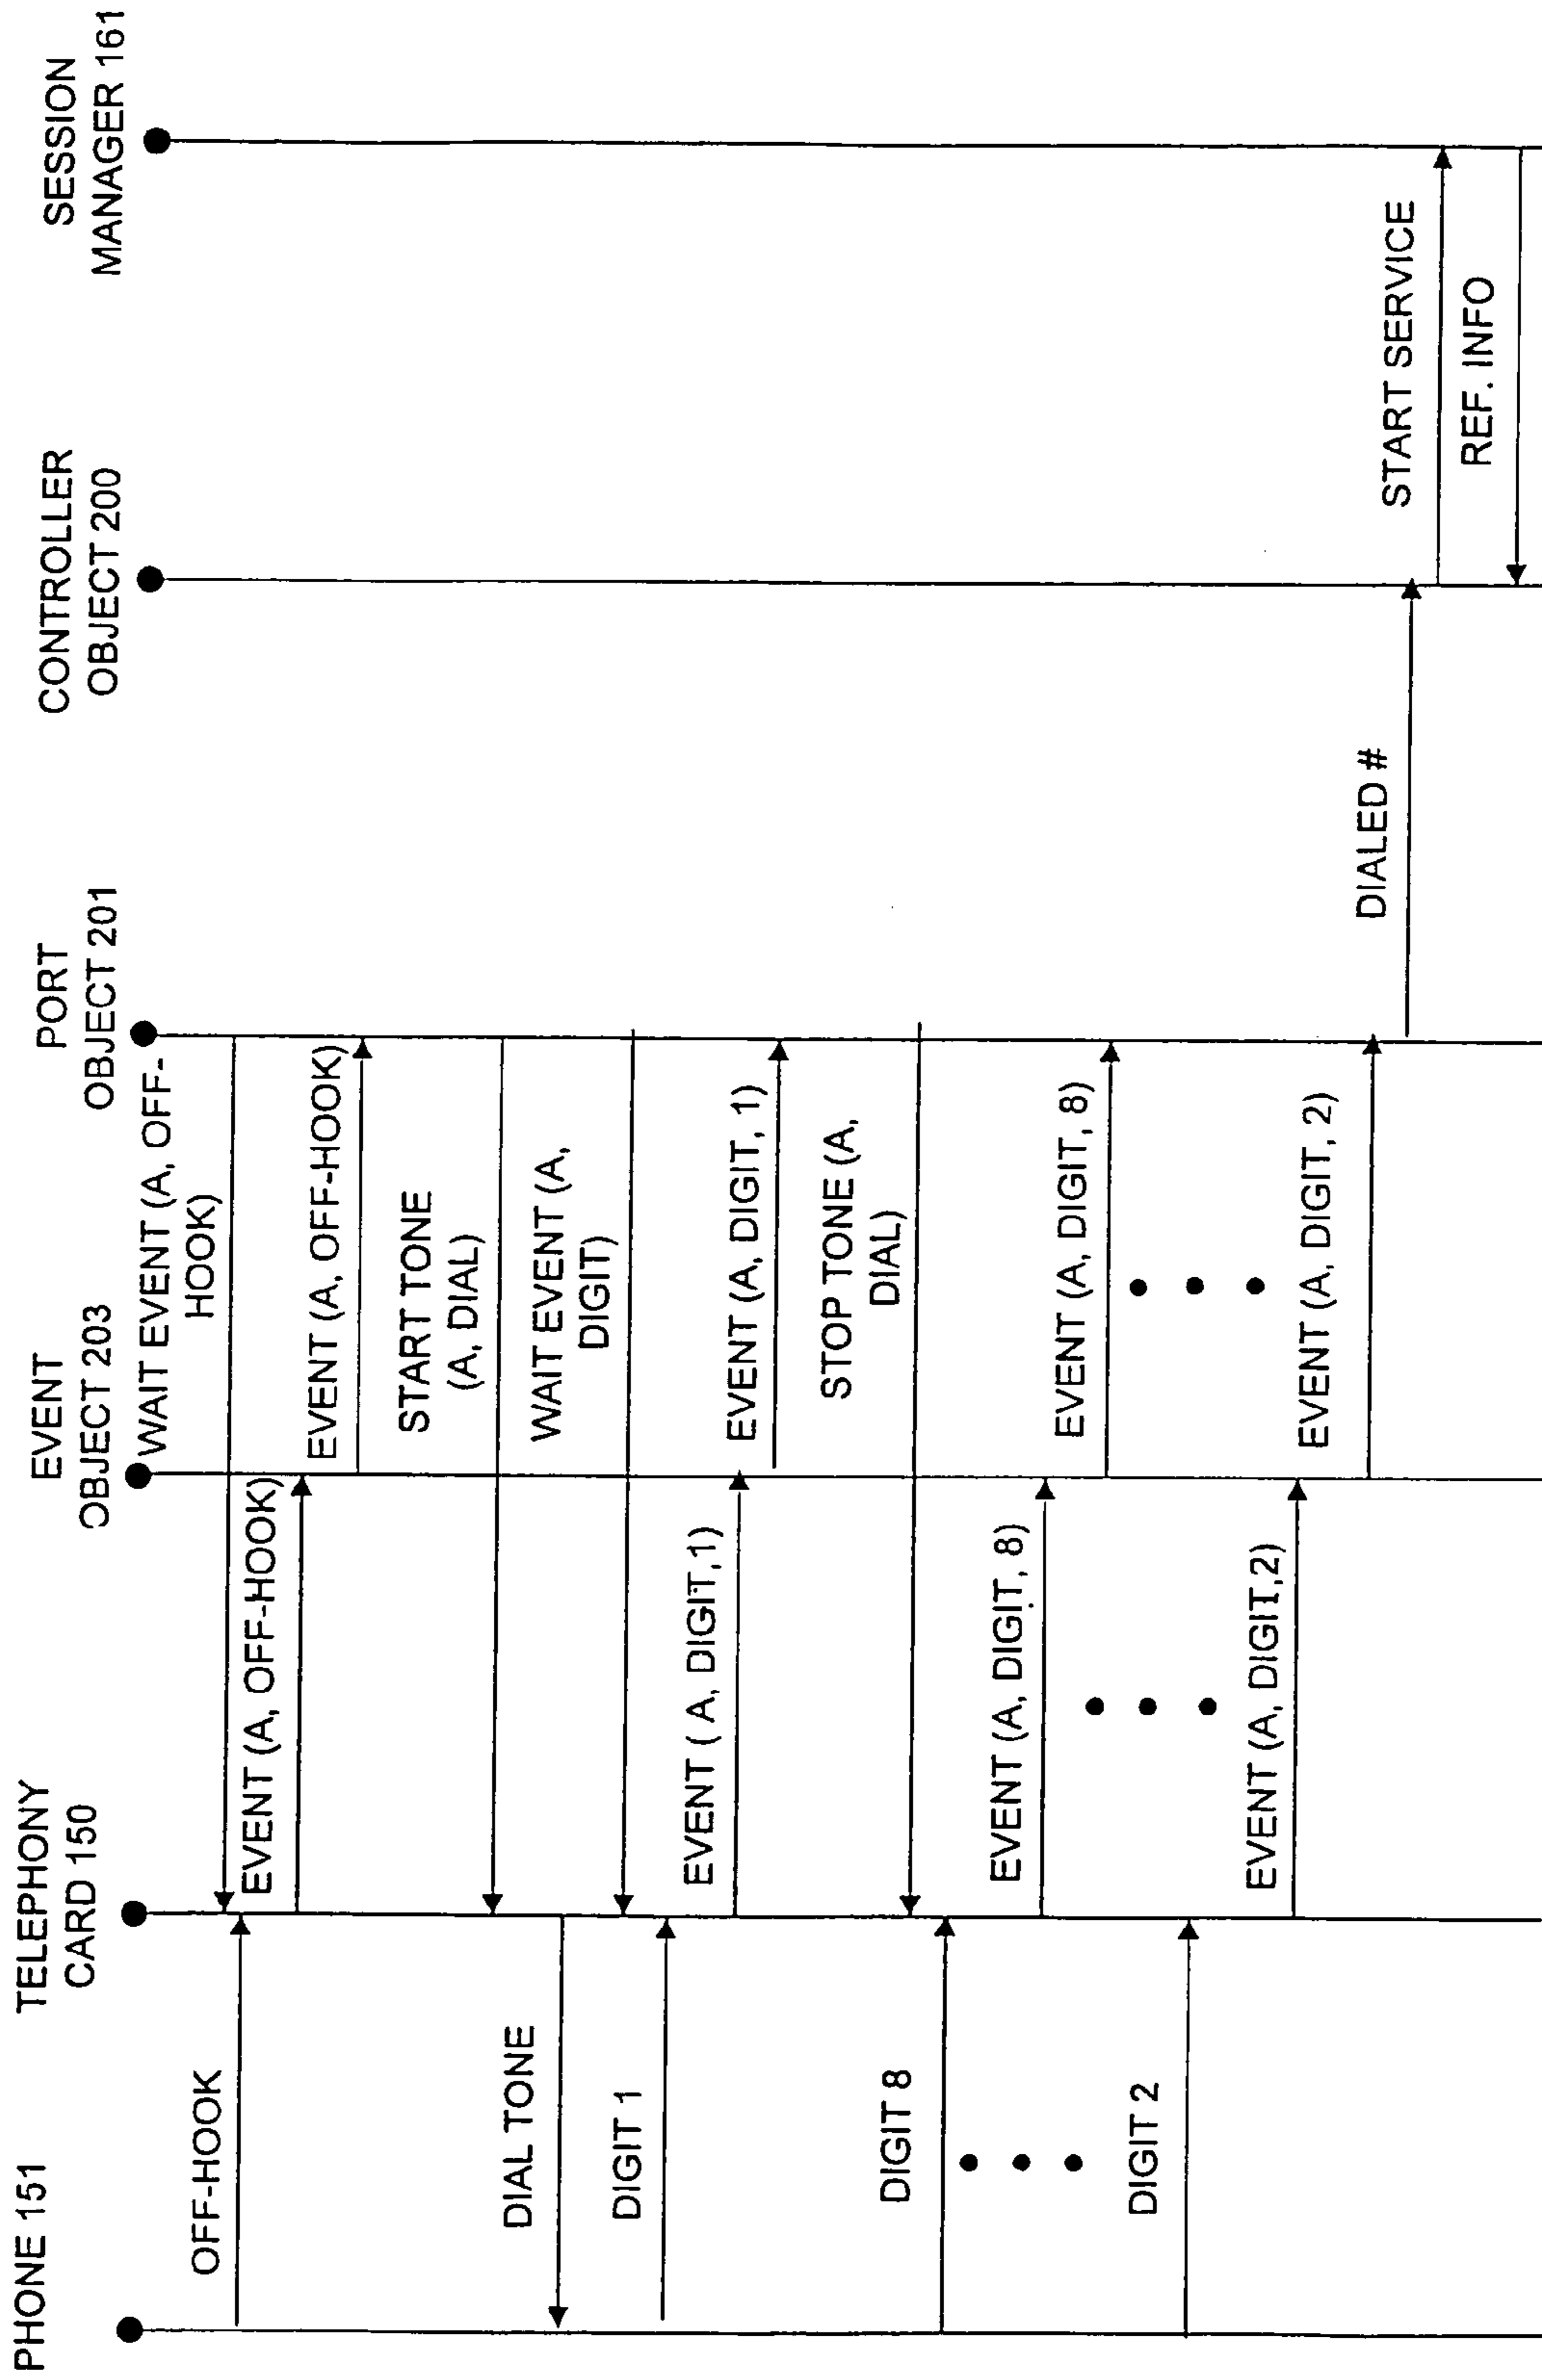 PHONE 151
TELEPHONY
CARD 150
EVENT
OBJECT 203
PORT
OBJECT 201
CONTROLLER
OBJECT 200
SESSION
MANAGER 161
WAIT EVENT (A, OFF-
HOOK)
OFF-HOOK
EVENT (A, OFF-HOOK)
EVENT (A, OFF-HOOK)
START TONE
(A, DIAL)
DIAL TONE
WAIT EVENT (A,
DIGIT)
DIGIT 1
EVENT ( A, DIGIT,1)
EVENT (A, DIGIT, 1)
STOP TONE (A,
DIAL)
DIGIT 8
EVENT (A, DIGIT, 8)
EVENT (A, DIGIT, 8)
DIGIT 2
EVENT (A, DIGIT,2)
EVENT (A, DIGIT, 2)
DIALED #
START SERVICE
REF. INFO